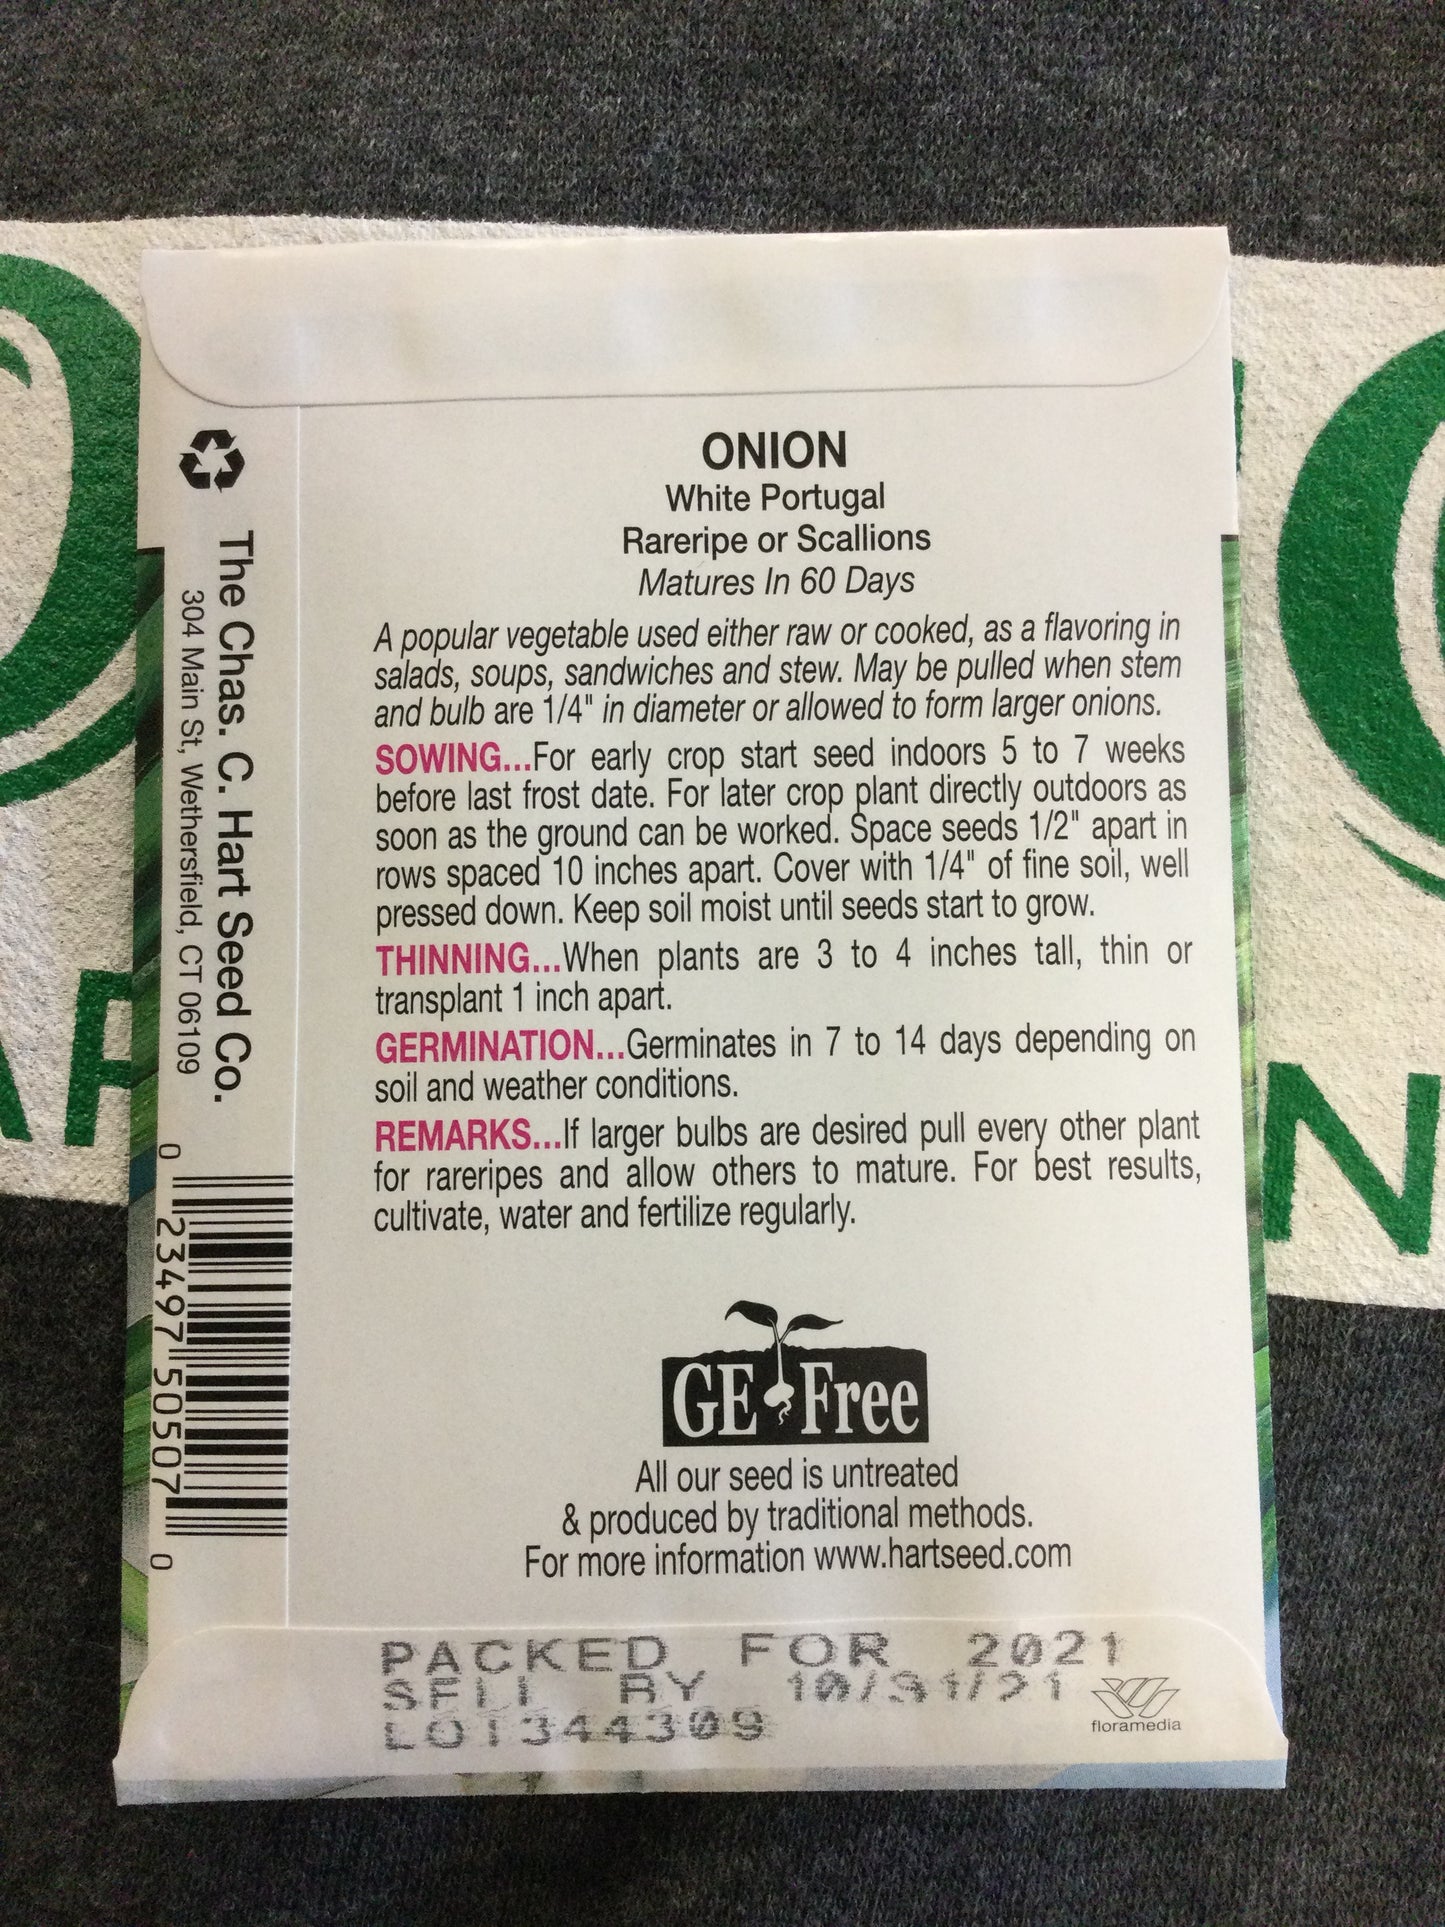 ONION
White Portugal
Rareripe or Scallions
Matures In 60 Days
A popular vegetable used either raw or cooked, as a flavoring in
salads, soups, sandwiches and stew. May be pulled when stem
and bulb are 1/4" in diameter or allowed to form larger onions.
SOWING...For early crop start seed indoors 5 to 7 weeks
before last frost date. For later crop plant directly outdoors as
soon as the ground can be worked. Space seeds 1/2" apart in
rows spaced 10 inches apart. Cover with 1/4" of fine soil, well
pressed down. Keep soil moist until seeds start to grow.
THINNING...When plants are 3 to 4 inches tall, thin or
transplant 1 inch apart.
GERMINATION...Germinates in 7 to 14 days depending on
soil and weather conditions.
REMARKS...If larger bulbs are desired pull every other plant
for rareripes and allow others to mature. For best results,
cultivate, water and fertilize regularly.
GE Free
All our seed is untreated
& produced by traditional methods.
For more information www.hartseed.com
PACKED FOR 2021
SELL BY 10/31/21
LOT344309
floramedia
The Chas. C. Hart Seed Co.
304 Main St, Wethersfield, CT 06109
0 23497 50507 0